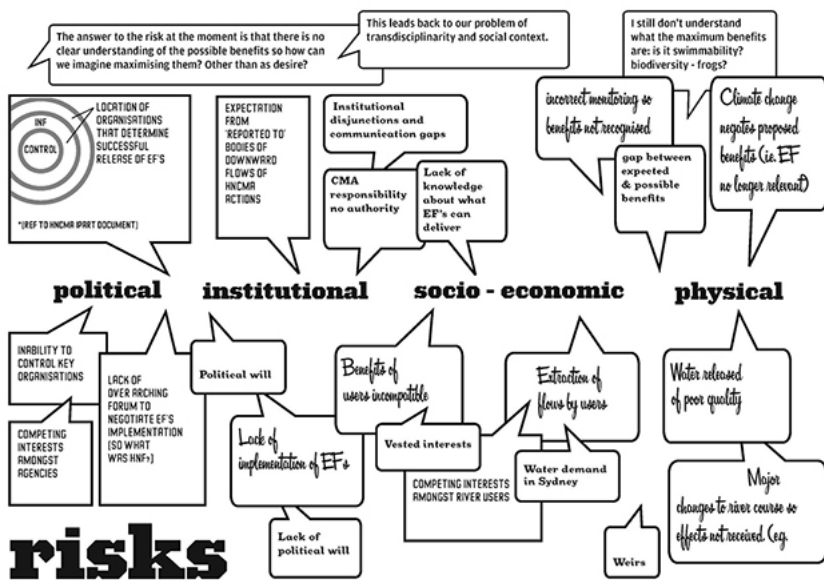 The answer to the risk at the moment is that there is no
clear understanding of the possible benefits so how can
we imagine maximising them? Other than as desire?
This leads back to our problem of
transdisciplinarity and social context.
I still don't understand
what the maximum benefits
are: is it swimmability?
biodiversity - frogs?
INF
CONTROL
LOCATION OF
ORGANISATIONS
THAT DETERMINE
SUCCESSFUL
RELEASE OF EF'S
*(REF TO HNCMA IPART DOCUMENT)
EXPECTATION
FROM
'REPORTED TO'
BODIES OF
DOWNWARD
FLOWS OF
HNCMA
ACTIONS
Institutional
disjunctions and
communication gaps
CMA
responsibility
no authority
Lack of
knowledge
about what
EF's can
deliver
incorrect monitoring so
benefits not recognised
gap between
expected
& possible
benefits
Climate change
negates proposed
benefits (i.e. EF
no longer relevant)
political
institutional
socio - economic
physical
INABILITY TO
CONTROL KEY
ORGANISATIONS
COMPETING
INTERESTS
AMONGST
AGENCIES
LACK OF
OVER ARCHING
FORUM TO
NEGOTIATE EF'S
IMPLEMENTATION
(SO WHAT
WAS HNF?)
Political will
Lack of
implementation of EFs
Lack of
political will
Benefits of
users incompatible
Vested interests
COMPETING INTERESTS
AMONGST RIVER USERS
Extraction of
flows by users
Water demand
in Sydney
Water released
of poor quality
Major
changes to river course so
effects not received. (eg.
Weirs
risks